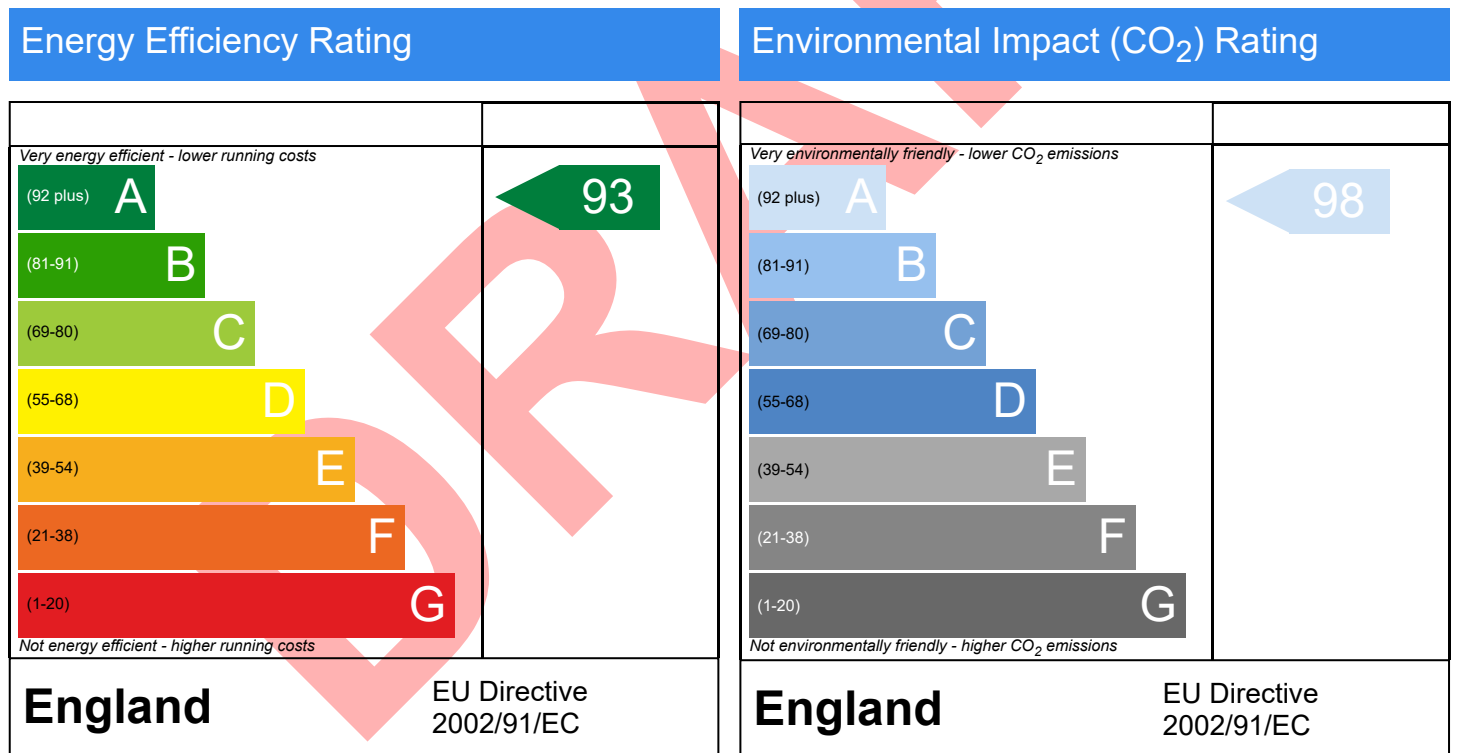 Energy Efficiency Rating
Very energy efficient - lower running costs
(92 plus) A
93
(81-91) B
(69-80) C
(55-68) D
(39-54) E
(21-38) F
(1-20) G
Not energy efficient - higher running costs
England
EU Directive
2002/91/EC
Environmental Impact (CO2) Rating
Very environmentally friendly - lower CO2 emissions
(92 plus) A
98
(81-91) B
(69-80) C
(55-68) D
(39-54) E
(21-38) F
(1-20) G
Not environmentally friendly - higher CO2 emissions
England
EU Directive
2002/91/EC
DRA